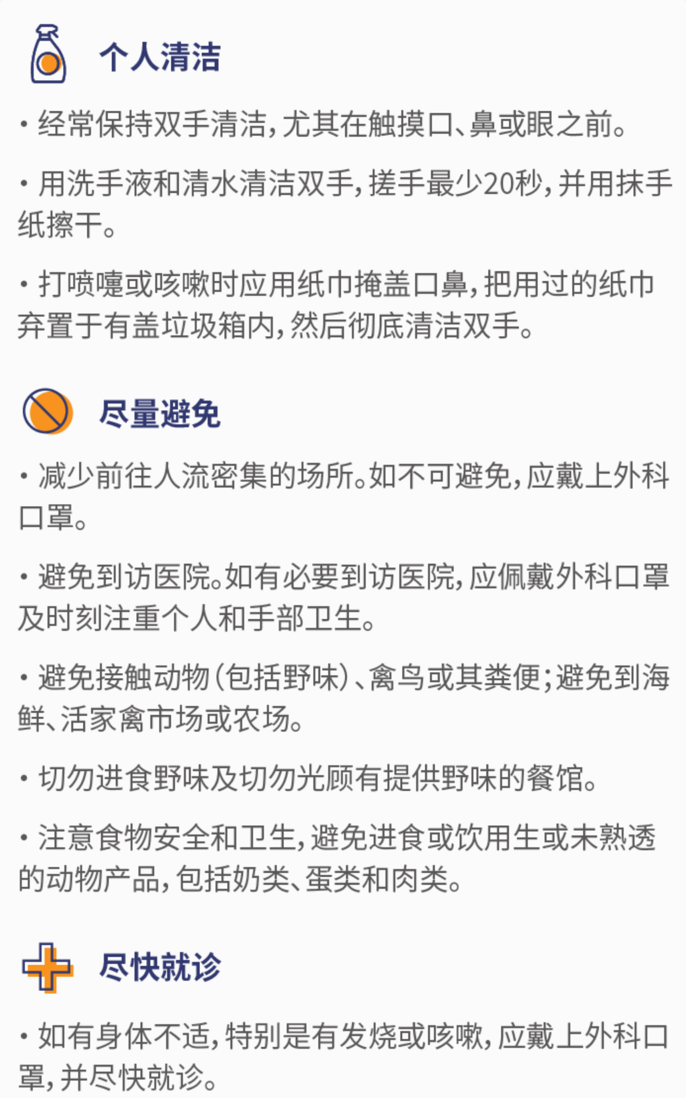 个人清洁
·经常保持双手清洁，尤其在触摸口、鼻或眼之前。
·用洗手液和清水清洁双手，搓手最少20秒，并用抹手
纸擦干。
·打喷嚏或咳嗽时应用纸巾掩盖口鼻，把用过的纸巾
弃置于有盖垃圾箱内，然后彻底清洁双手。
尽量避免
·减少前往人流密集的场所。如不可避免，应戴上外科
口罩。
·避免到访医院。如有必要到访医院，应佩戴外科口罩
及时刻注重个人和手部卫生。
·避免接触动物（包括野味）、禽鸟或其粪便；避免到海
鲜、活家禽市场或农场。
·切勿进食野味及切勿光顾有提供野味的餐馆。
·注意食物安全和卫生，避免进食或饮用生或未熟透
的动物产品，包括奶类、蛋类和肉类。
尽快就诊
·如有身体不适，特别是有发烧或咳嗽，应戴上外科口
罩，并尽快就诊。